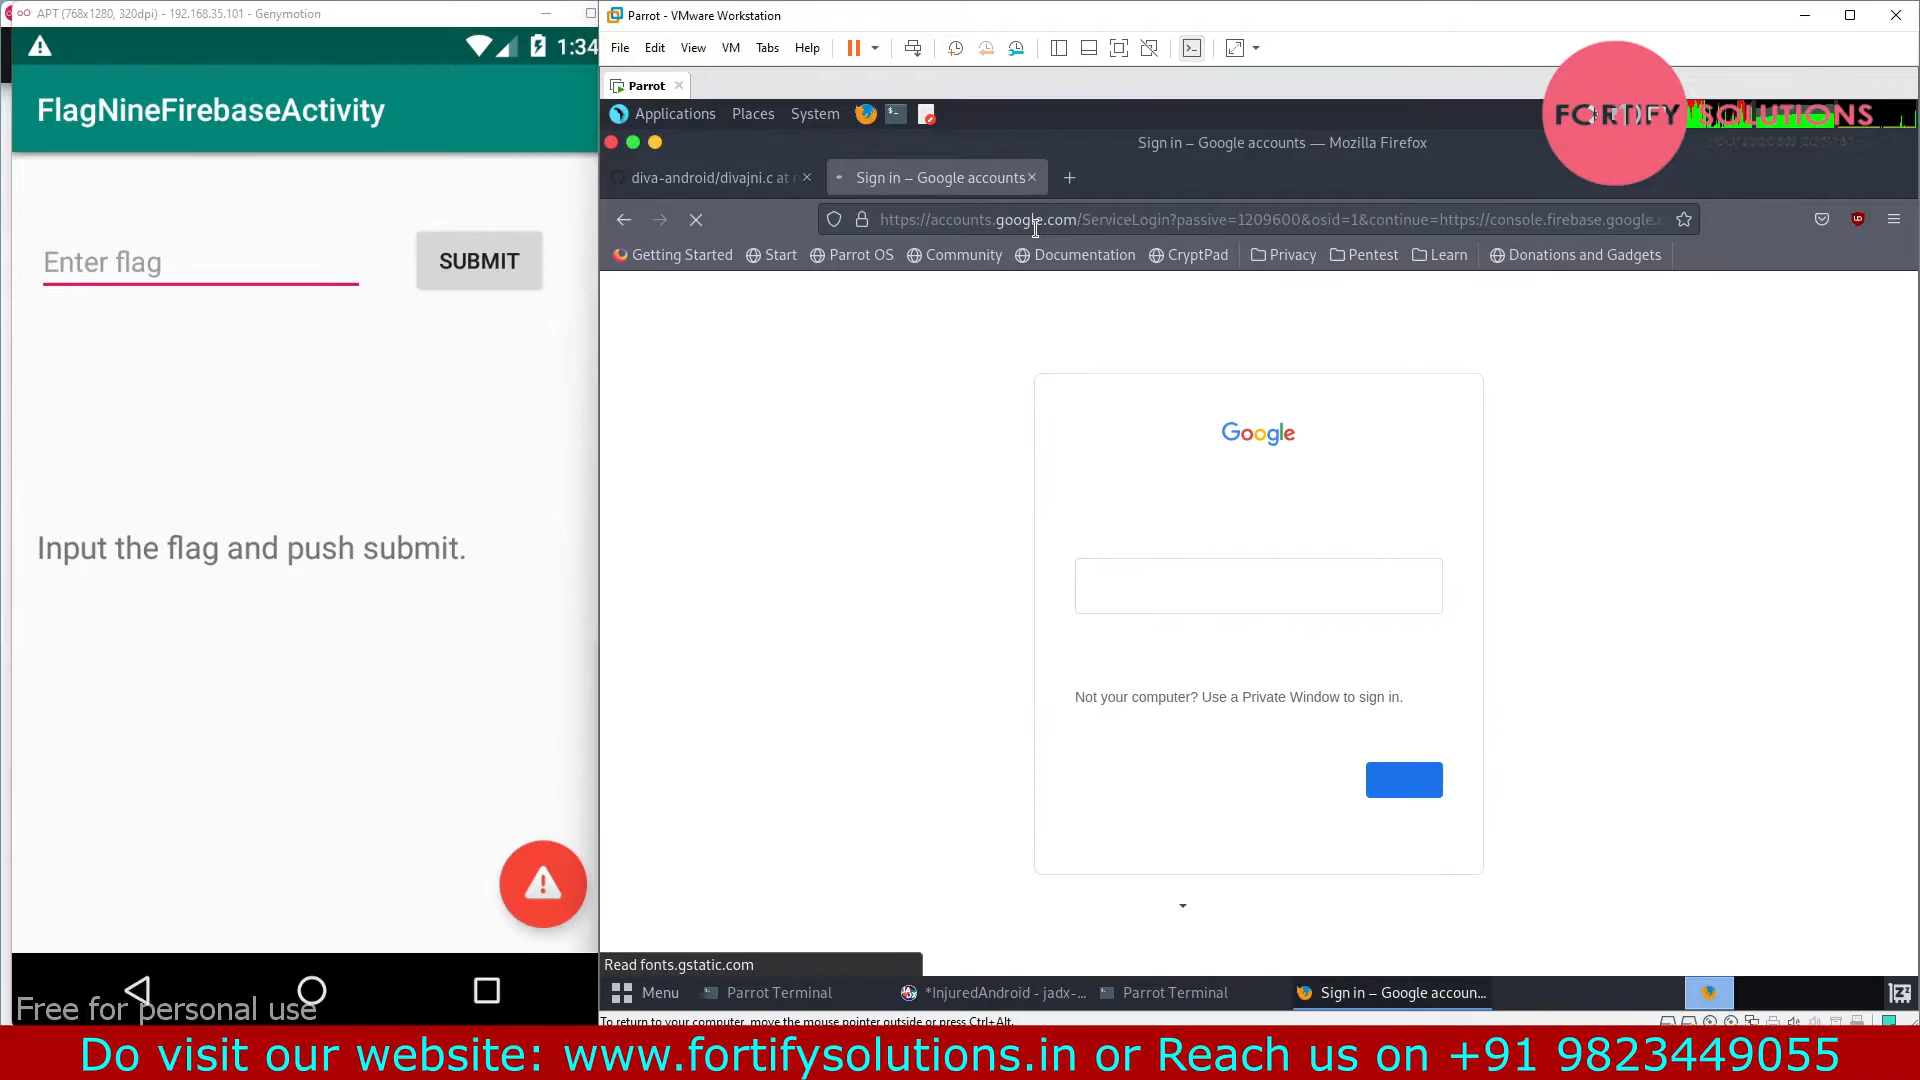 APT (768x1280, 320dpi) - 192.168.35.101 - Genymotion
1:34
FlagNineFirebaseActivity
Enter flag
SUBMIT
Input the flag and push submit.
Free for personal use
Parrot - VMware Workstation
File Edit View VM Tabs Help
Parrot
Applications Places System
FORTIFY SOLUTIONS
Sign in – Google accounts — Mozilla Firefox
diva-android/divajni.c at
Sign in – Google accounts
https://accounts.google.com/ServiceLogin?passive=1209600&osid=1&continue=https://console.firebase.google.c
Getting Started Start Parrot OS Community Documentation CryptPad Privacy Pentest Learn Donations and Gadgets
Google
Not your computer? Use a Private Window to sign in.
Read fonts.gstatic.com
Menu Parrot Terminal *InjuredAndroid - jadx-... Parrot Terminal Sign in – Google accoun...
To return to your computer, move the mouse pointer outside or press Ctrl+Alt.
Do visit our website: www.fortifysolutions.in or Reach us on +91 9823449055